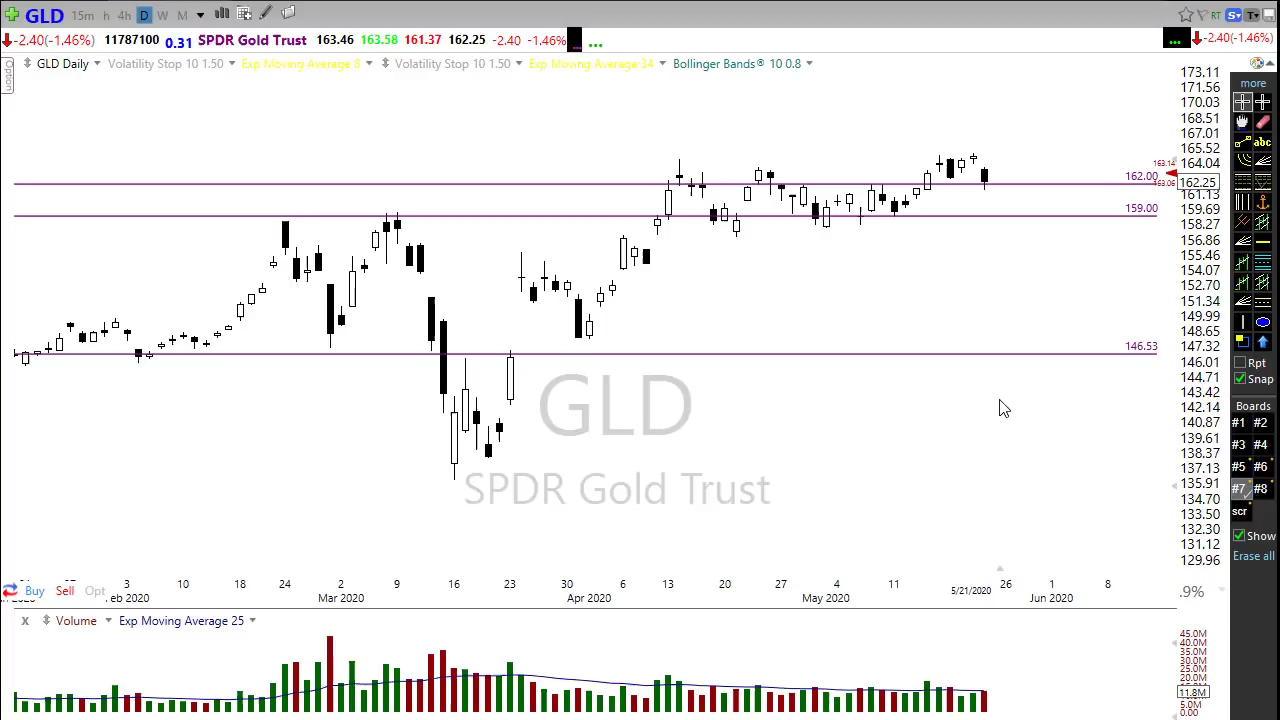 GLD 15m h 4h D W M RT S T
-2.40(-1.46%) 11787100 0.31 SPDR Gold Trust 163.46 163.58 161.37 162.25 -2.40 -1.46% ... ... -2.40(-1.46%)
Option
GLD Daily Volatility Stop 10 1.50 Exp Moving Average 8 Volatility Stop 10 1.50 Exp Moving Average 34 Bollinger Bands® 10 0.8
173.11
171.56
170.03
168.51
167.01
165.52
164.04
163.14
162.00
163.06
162.25
161.13
159.00
159.69
158.27
156.86
155.46
154.07
152.70
151.34
149.99
148.65
146.53
147.32
146.01
144.71
143.42
142.14
140.87
139.61
138.37
137.13
135.91
134.70
133.50
132.30
131.12
129.96
GLD
SPDR Gold Trust
more
abc
Rpt
Snap
Boards
#1 #2
#3 #4
#5 #6
#7 #8
scr
Show
Erase all
3 10 18 24 2 9 16 23 30 6 13 20 27 4 11 26 1 8
Buy Sell Opt .9%
2020 Feb 2020 Mar 2020 Apr 2020 May 2020 5/21/2020 Jun 2020
x Volume Exp Moving Average 25
45.0M
35.0M
30.0M
25.0M
20.0M
11.8M
5.0M
0.00